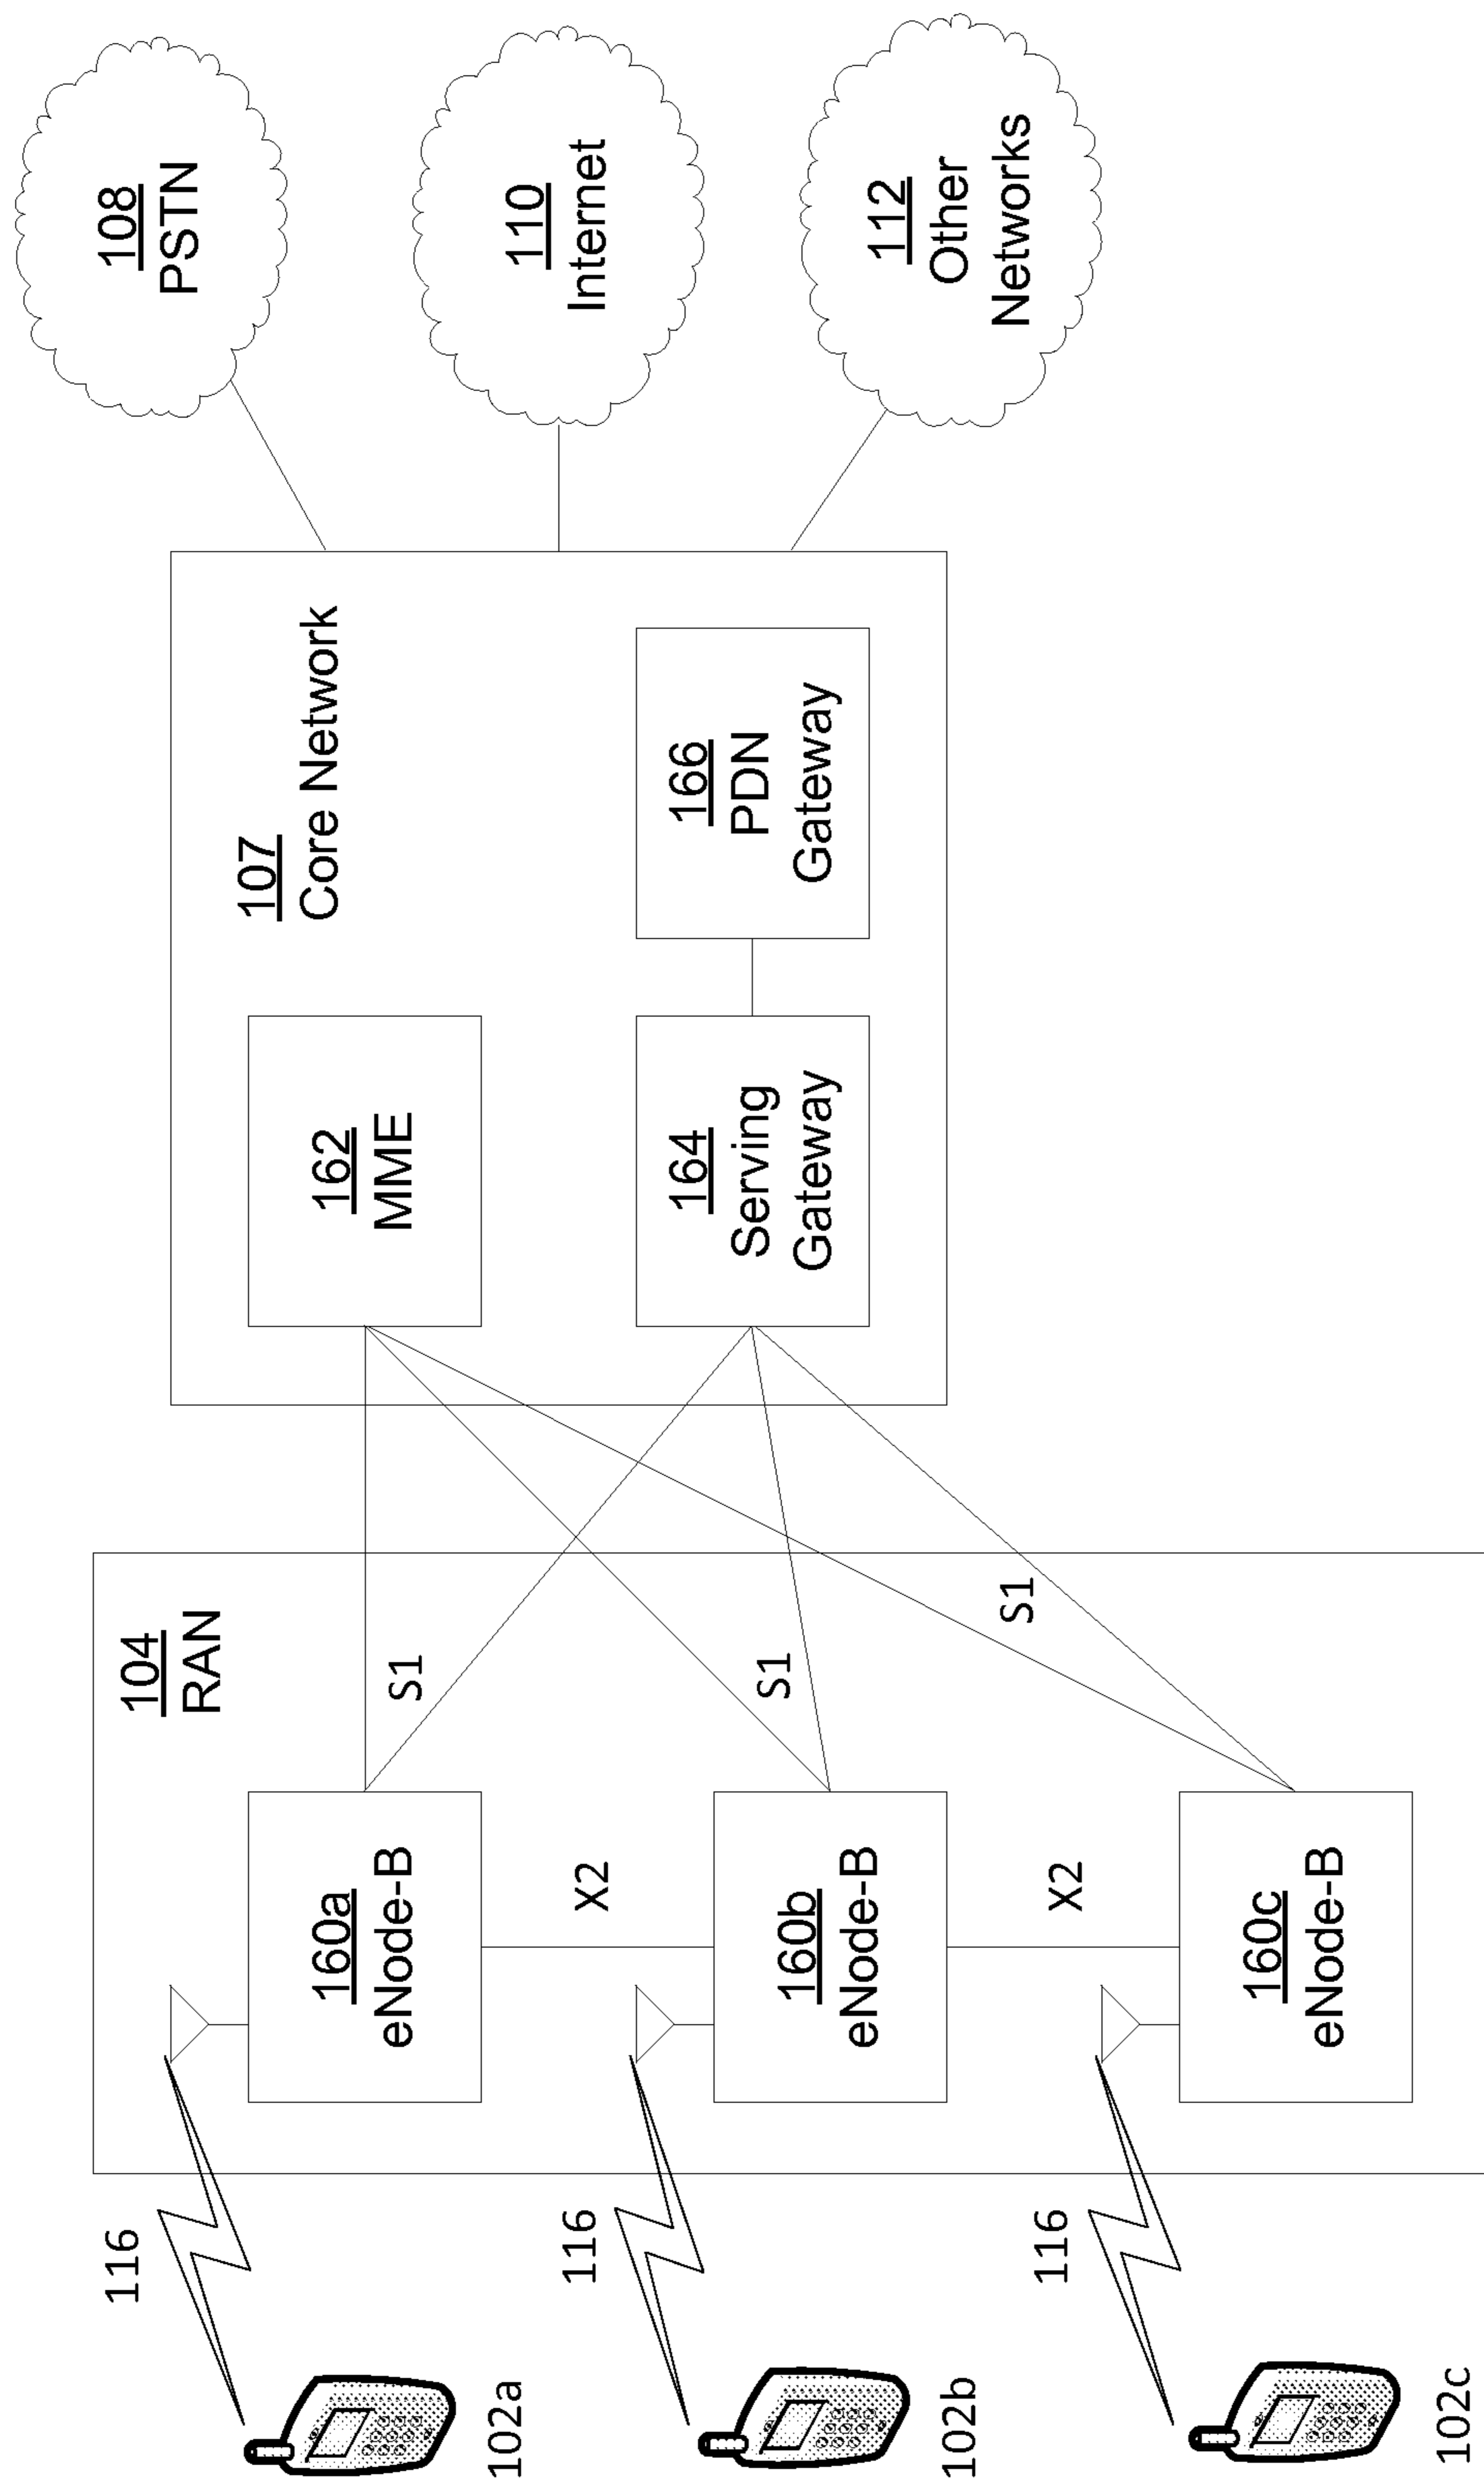 116
102a
116
102b
116
102c
104
RAN
160a
eNode-B
X2
160b
eNode-B
X2
160c
eNode-B
S1
S1
S1
107
Core Network
162
MME
164
Serving
Gateway
166
PDN
Gateway
108
PSTN
110
Internet
112
Other
Networks